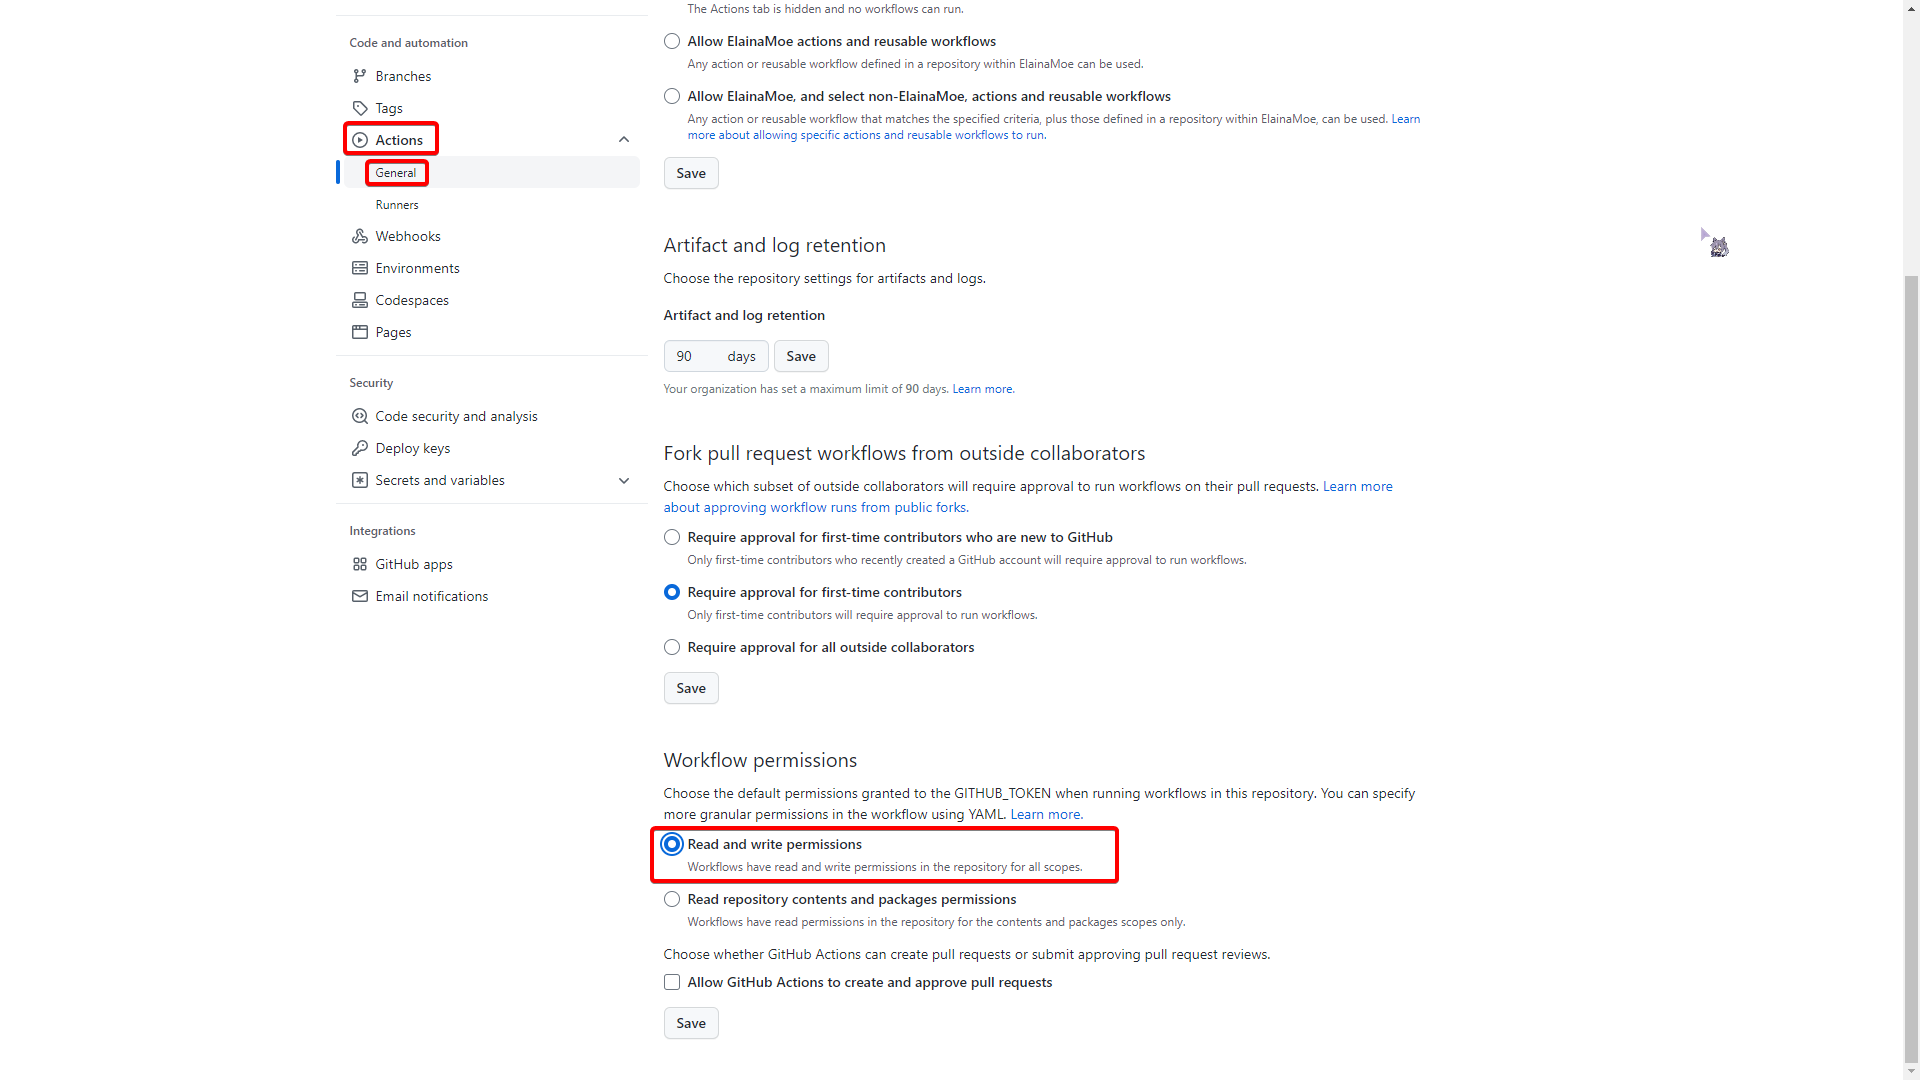 Code and automation
Branches
Tags
Actions
General
Runners
Webhooks
Environments
Codespaces
Pages
Security
Code security and analysis
Deploy keys
Secrets and variables
Integrations
GitHub apps
Email notifications
The Actions tab is hidden and no workflows can run.
Allow ElainaMoe actions and reusable workflows
Any action or reusable workflow defined in a repository within ElainaMoe can be used.
Allow ElainaMoe, and select non-ElainaMoe, actions and reusable workflows
Any action or reusable workflow that matches the specified criteria, plus those defined in a repository within ElainaMoe, can be used. Learn
more about allowing specific actions and reusable workflows to run.
Save
Artifact and log retention
Choose the repository settings for artifacts and logs.
Artifact and log retention
90 days Save
Your organization has set a maximum limit of 90 days. Learn more.
Fork pull request workflows from outside collaborators
Choose which subset of outside collaborators will require approval to run workflows on their pull requests. Learn more
about approving workflow runs from public forks.
Require approval for first-time contributors who are new to GitHub
Only first-time contributors who recently created a GitHub account will require approval to run workflows.
Require approval for first-time contributors
Only first-time contributors will require approval to run workflows.
Require approval for all outside collaborators
Save
Workflow permissions
Choose the default permissions granted to the GITHUB_TOKEN when running workflows in this repository. You can specify
more granular permissions in the workflow using YAML. Learn more.
Read and write permissions
Workflows have read and write permissions in the repository for all scopes.
Read repository contents and packages permissions
Workflows have read permissions in the repository for the contents and packages scopes only.
Choose whether GitHub Actions can create pull requests or submit approving pull request reviews.
Allow GitHub Actions to create and approve pull requests
Save